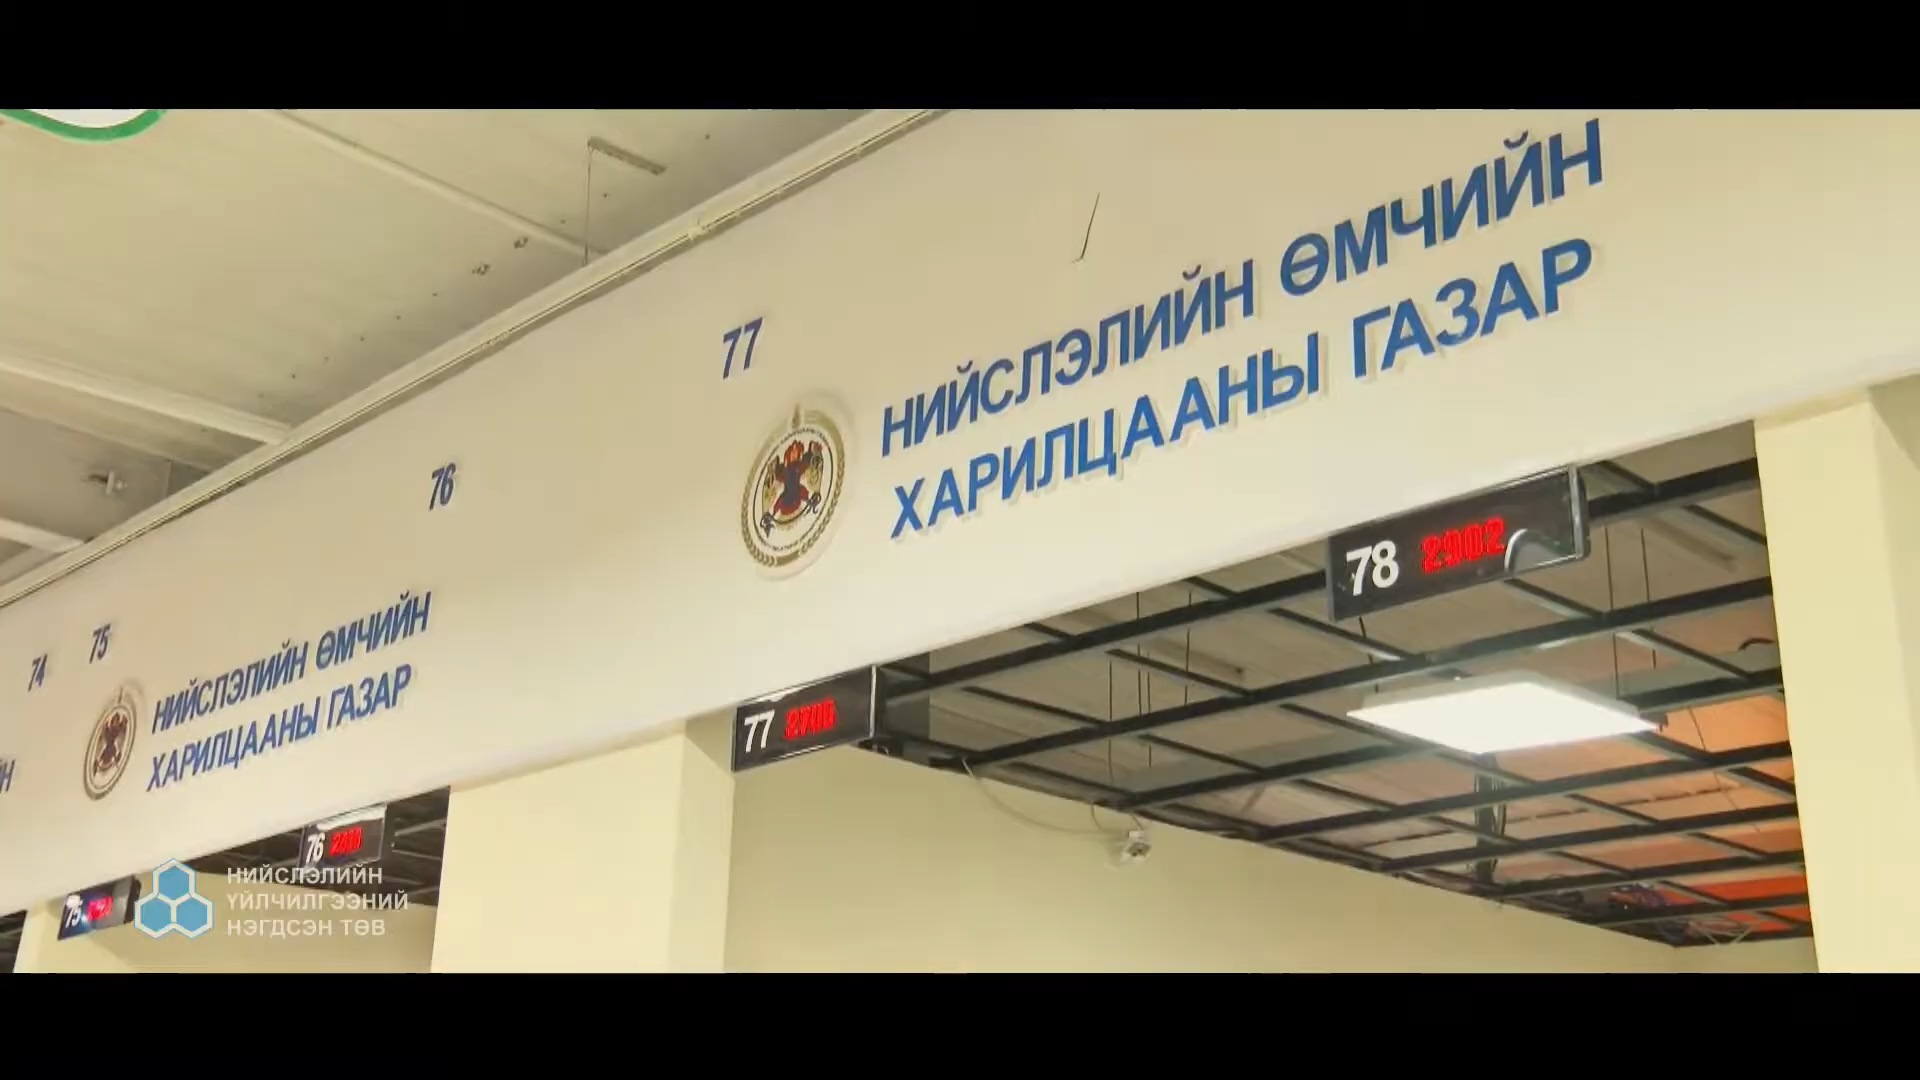 77
НИЙСЛЭЛИЙН ӨМЧИЙН
ХАРИЛЦААНЫ ГАЗАР
76
74
75
НИЙСЛЭЛИЙН ӨМЧИЙН
ХАРИЛЦААНЫ ГАЗАР
78 2902
77
76
75
НИЙСЛЭЛИЙН
ҮЙЛЧИЛГЭЭНИЙ
НЭГДСЭН ТӨВ